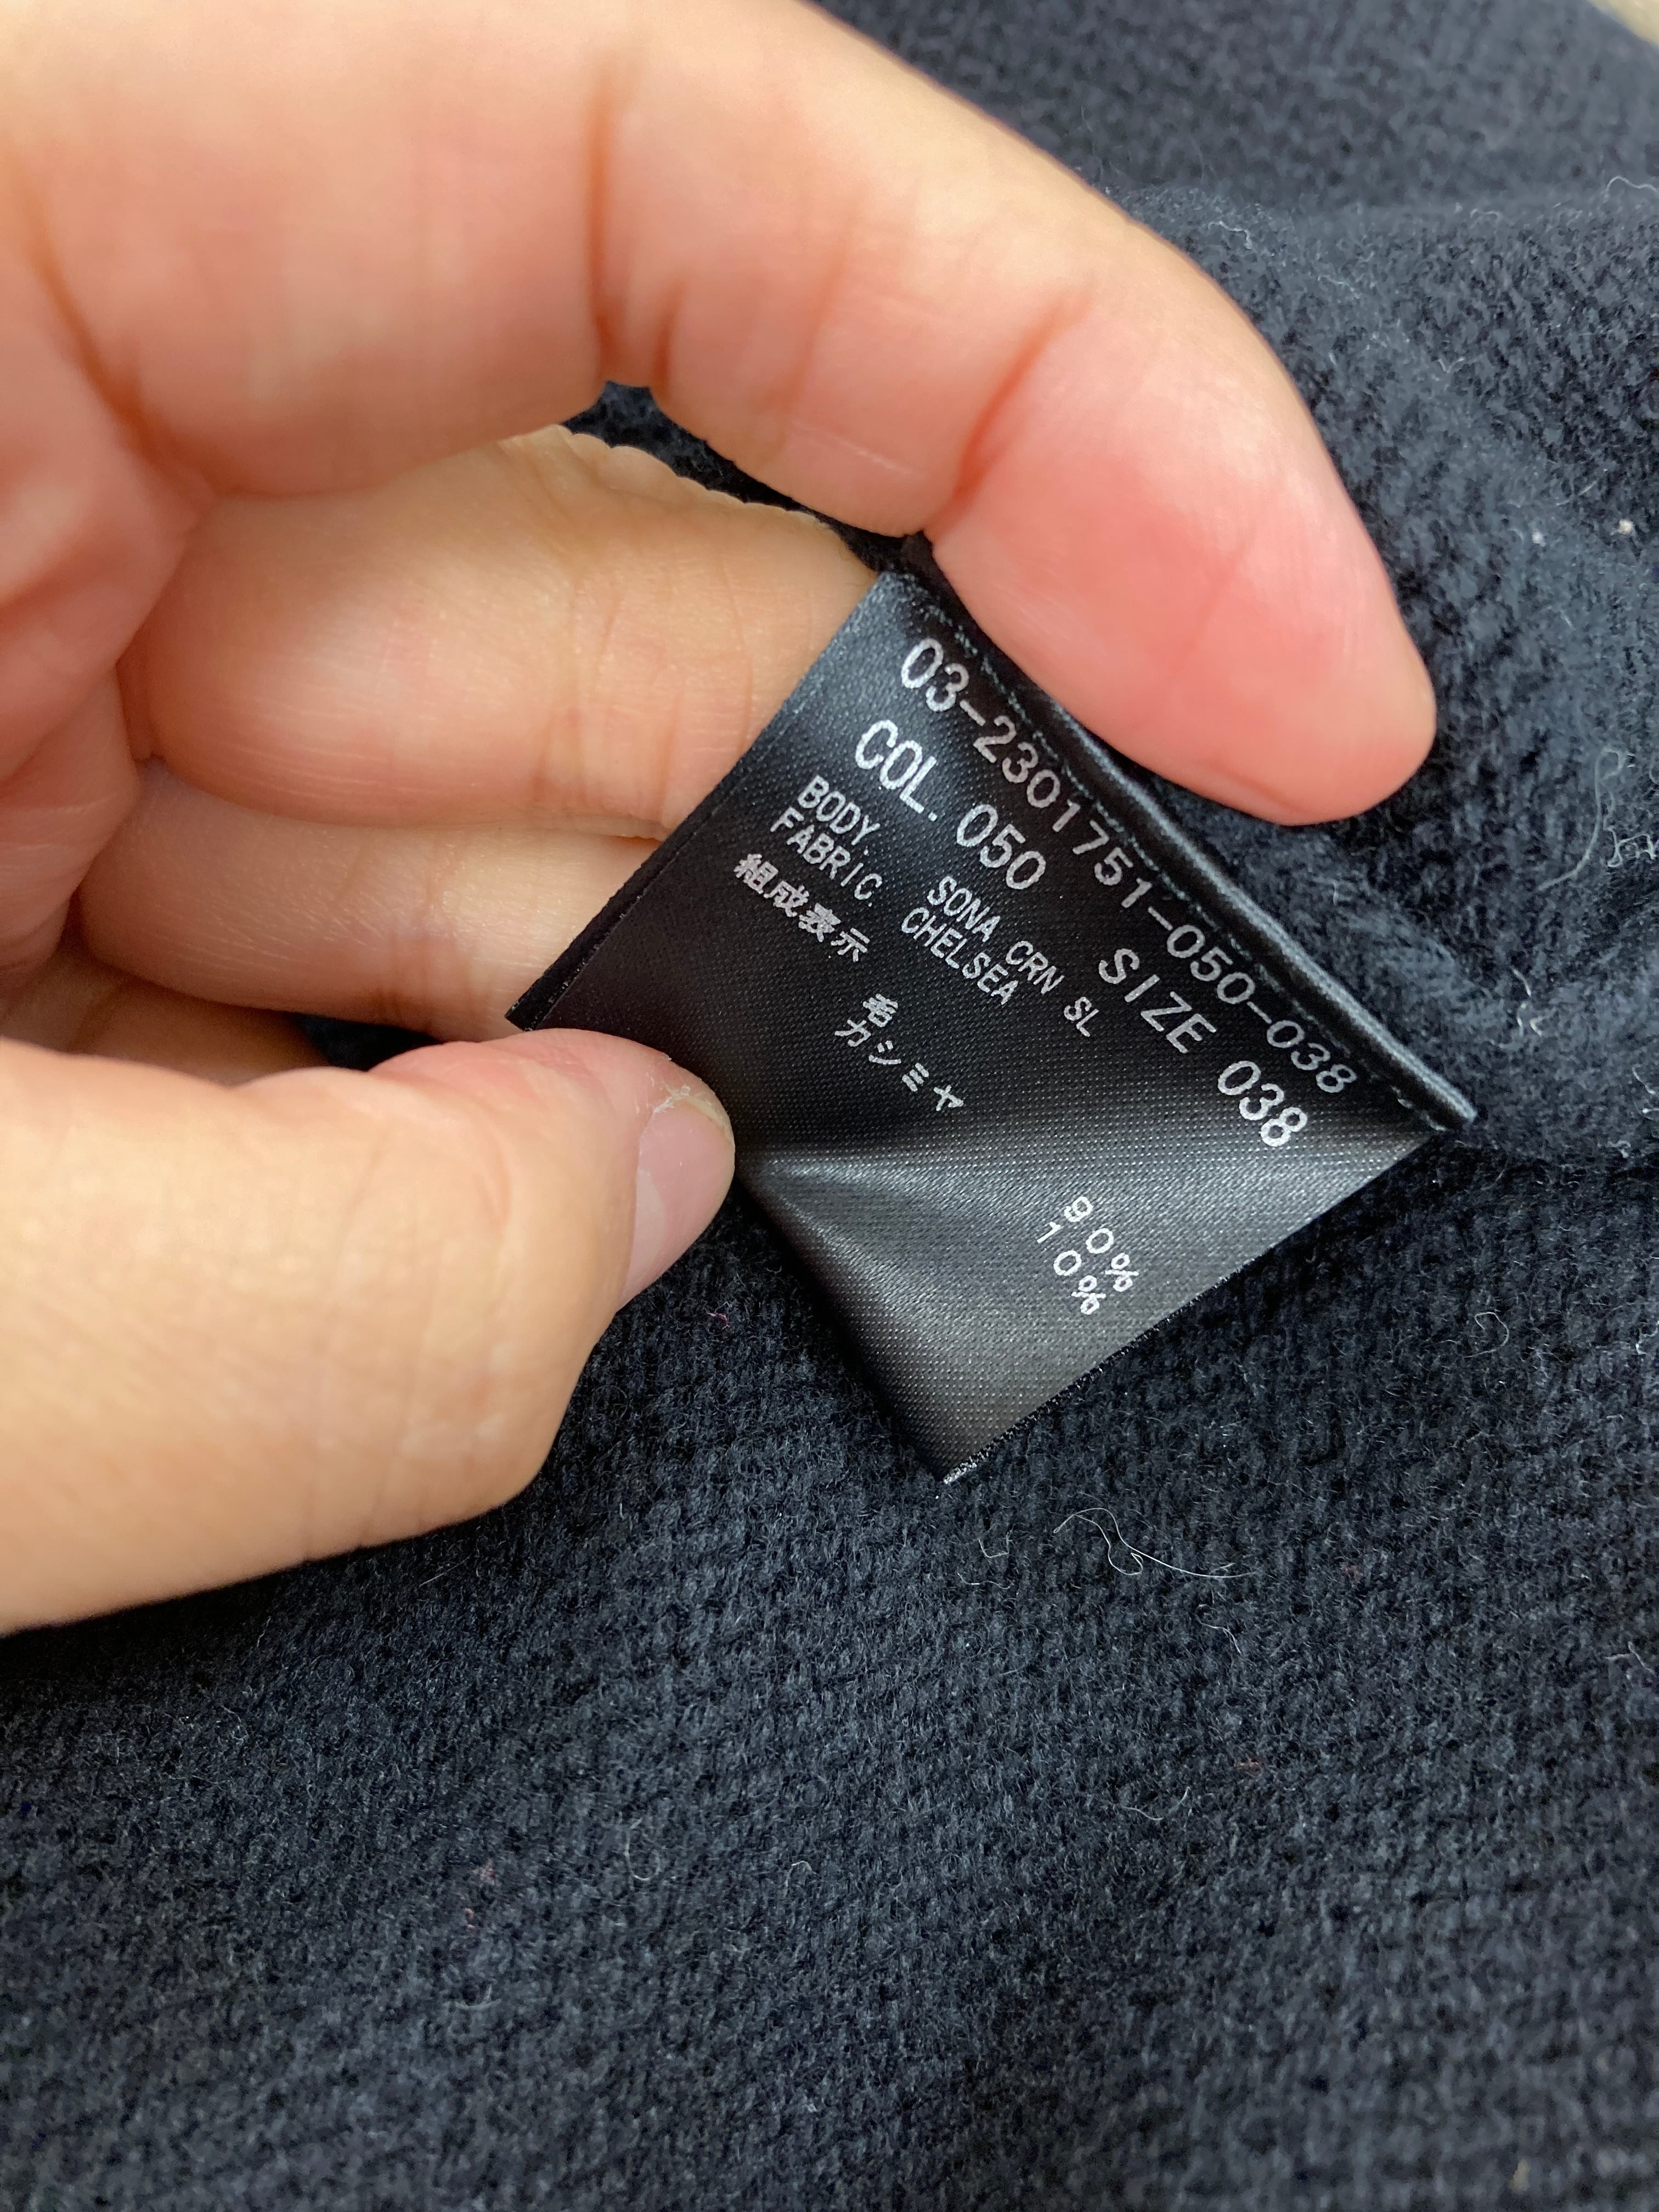 03-2301751-050-038
COL. 050 SIZE 038
BODY. SONA CRN SL
FABRIC. CHELSEA
組成表示
毛 90%
カシミヤ 10%